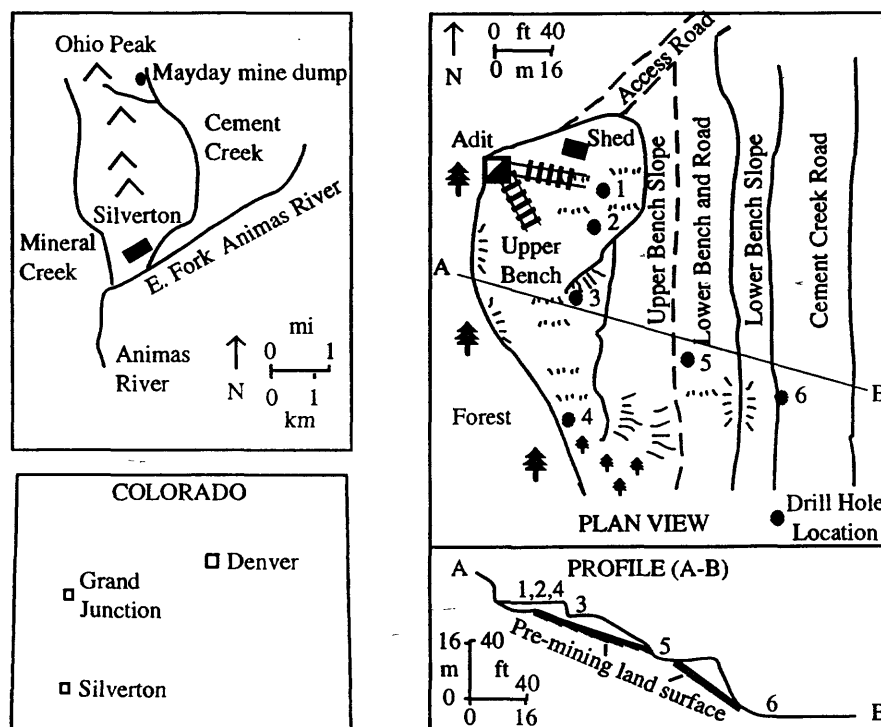 Ohio Peak
Mayday mine dump
Cement
Creek
Silverton
Mineral
Creek
E. Fork Animas River
Animas
River
N
mi
0 1
0 1
km
COLORADO
Denver
Grand
Junction
Silverton
0 ft 40
0 m 16
N
Access Road
Adit
Shed
1
2
Upper
Bench
3
A
Upper Bench Slope
Lower Bench and Road
Lower Bench Slope
Cement Creek Road
5
B
6
4
Forest
PLAN VIEW
Drill Hole
Location
A
PROFILE (A-B)
1,2,4
3
5
Pre-mining land
surface
6
B
16 40
m ft
0 0
0 16